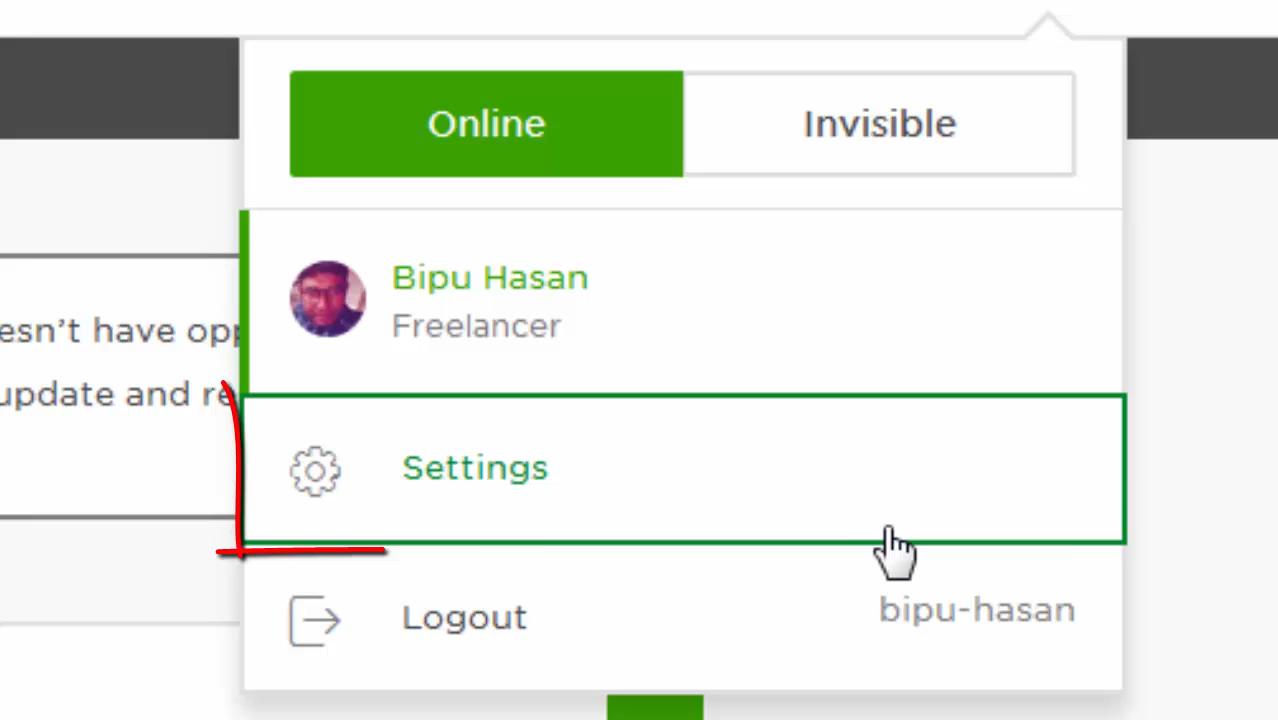 Online
Invisible
Bipu Hasan
Freelancer
esn't have opp
update and re
Settings
Logout
bipu-hasan